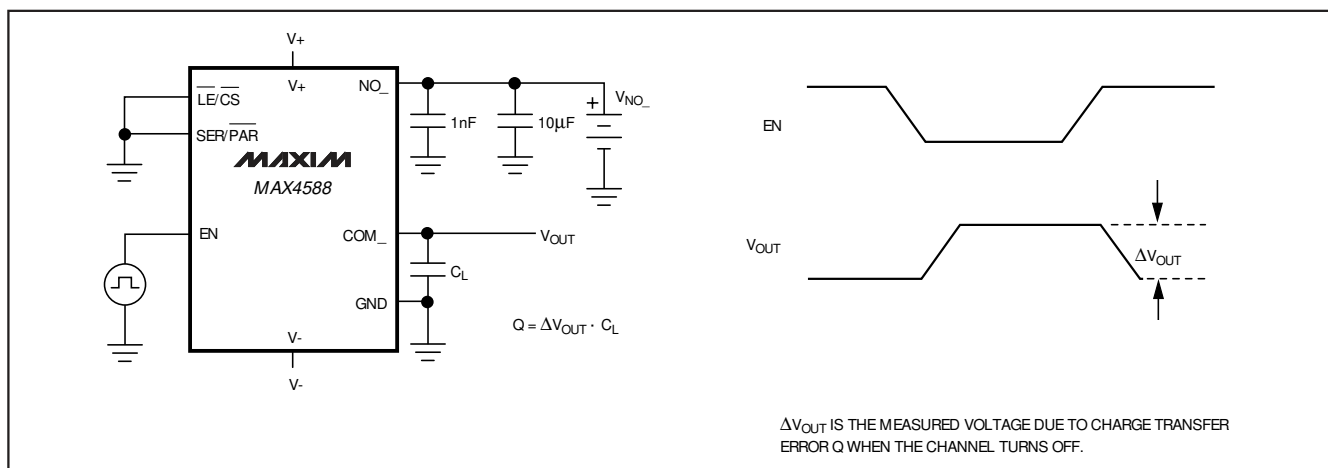 V+
V+
NO_
LE/CS
SER/PAR
1nF
10μF
+
V_NO_
MAXIM
MAX4588
EN
COM_
V_OUT
C_L
GND
Q = ΔV_OUT · C_L
V-
V-
EN
V_OUT
ΔV_OUT
ΔV_OUT IS THE MEASURED VOLTAGE DUE TO CHARGE TRANSFER
ERROR Q WHEN THE CHANNEL TURNS OFF.